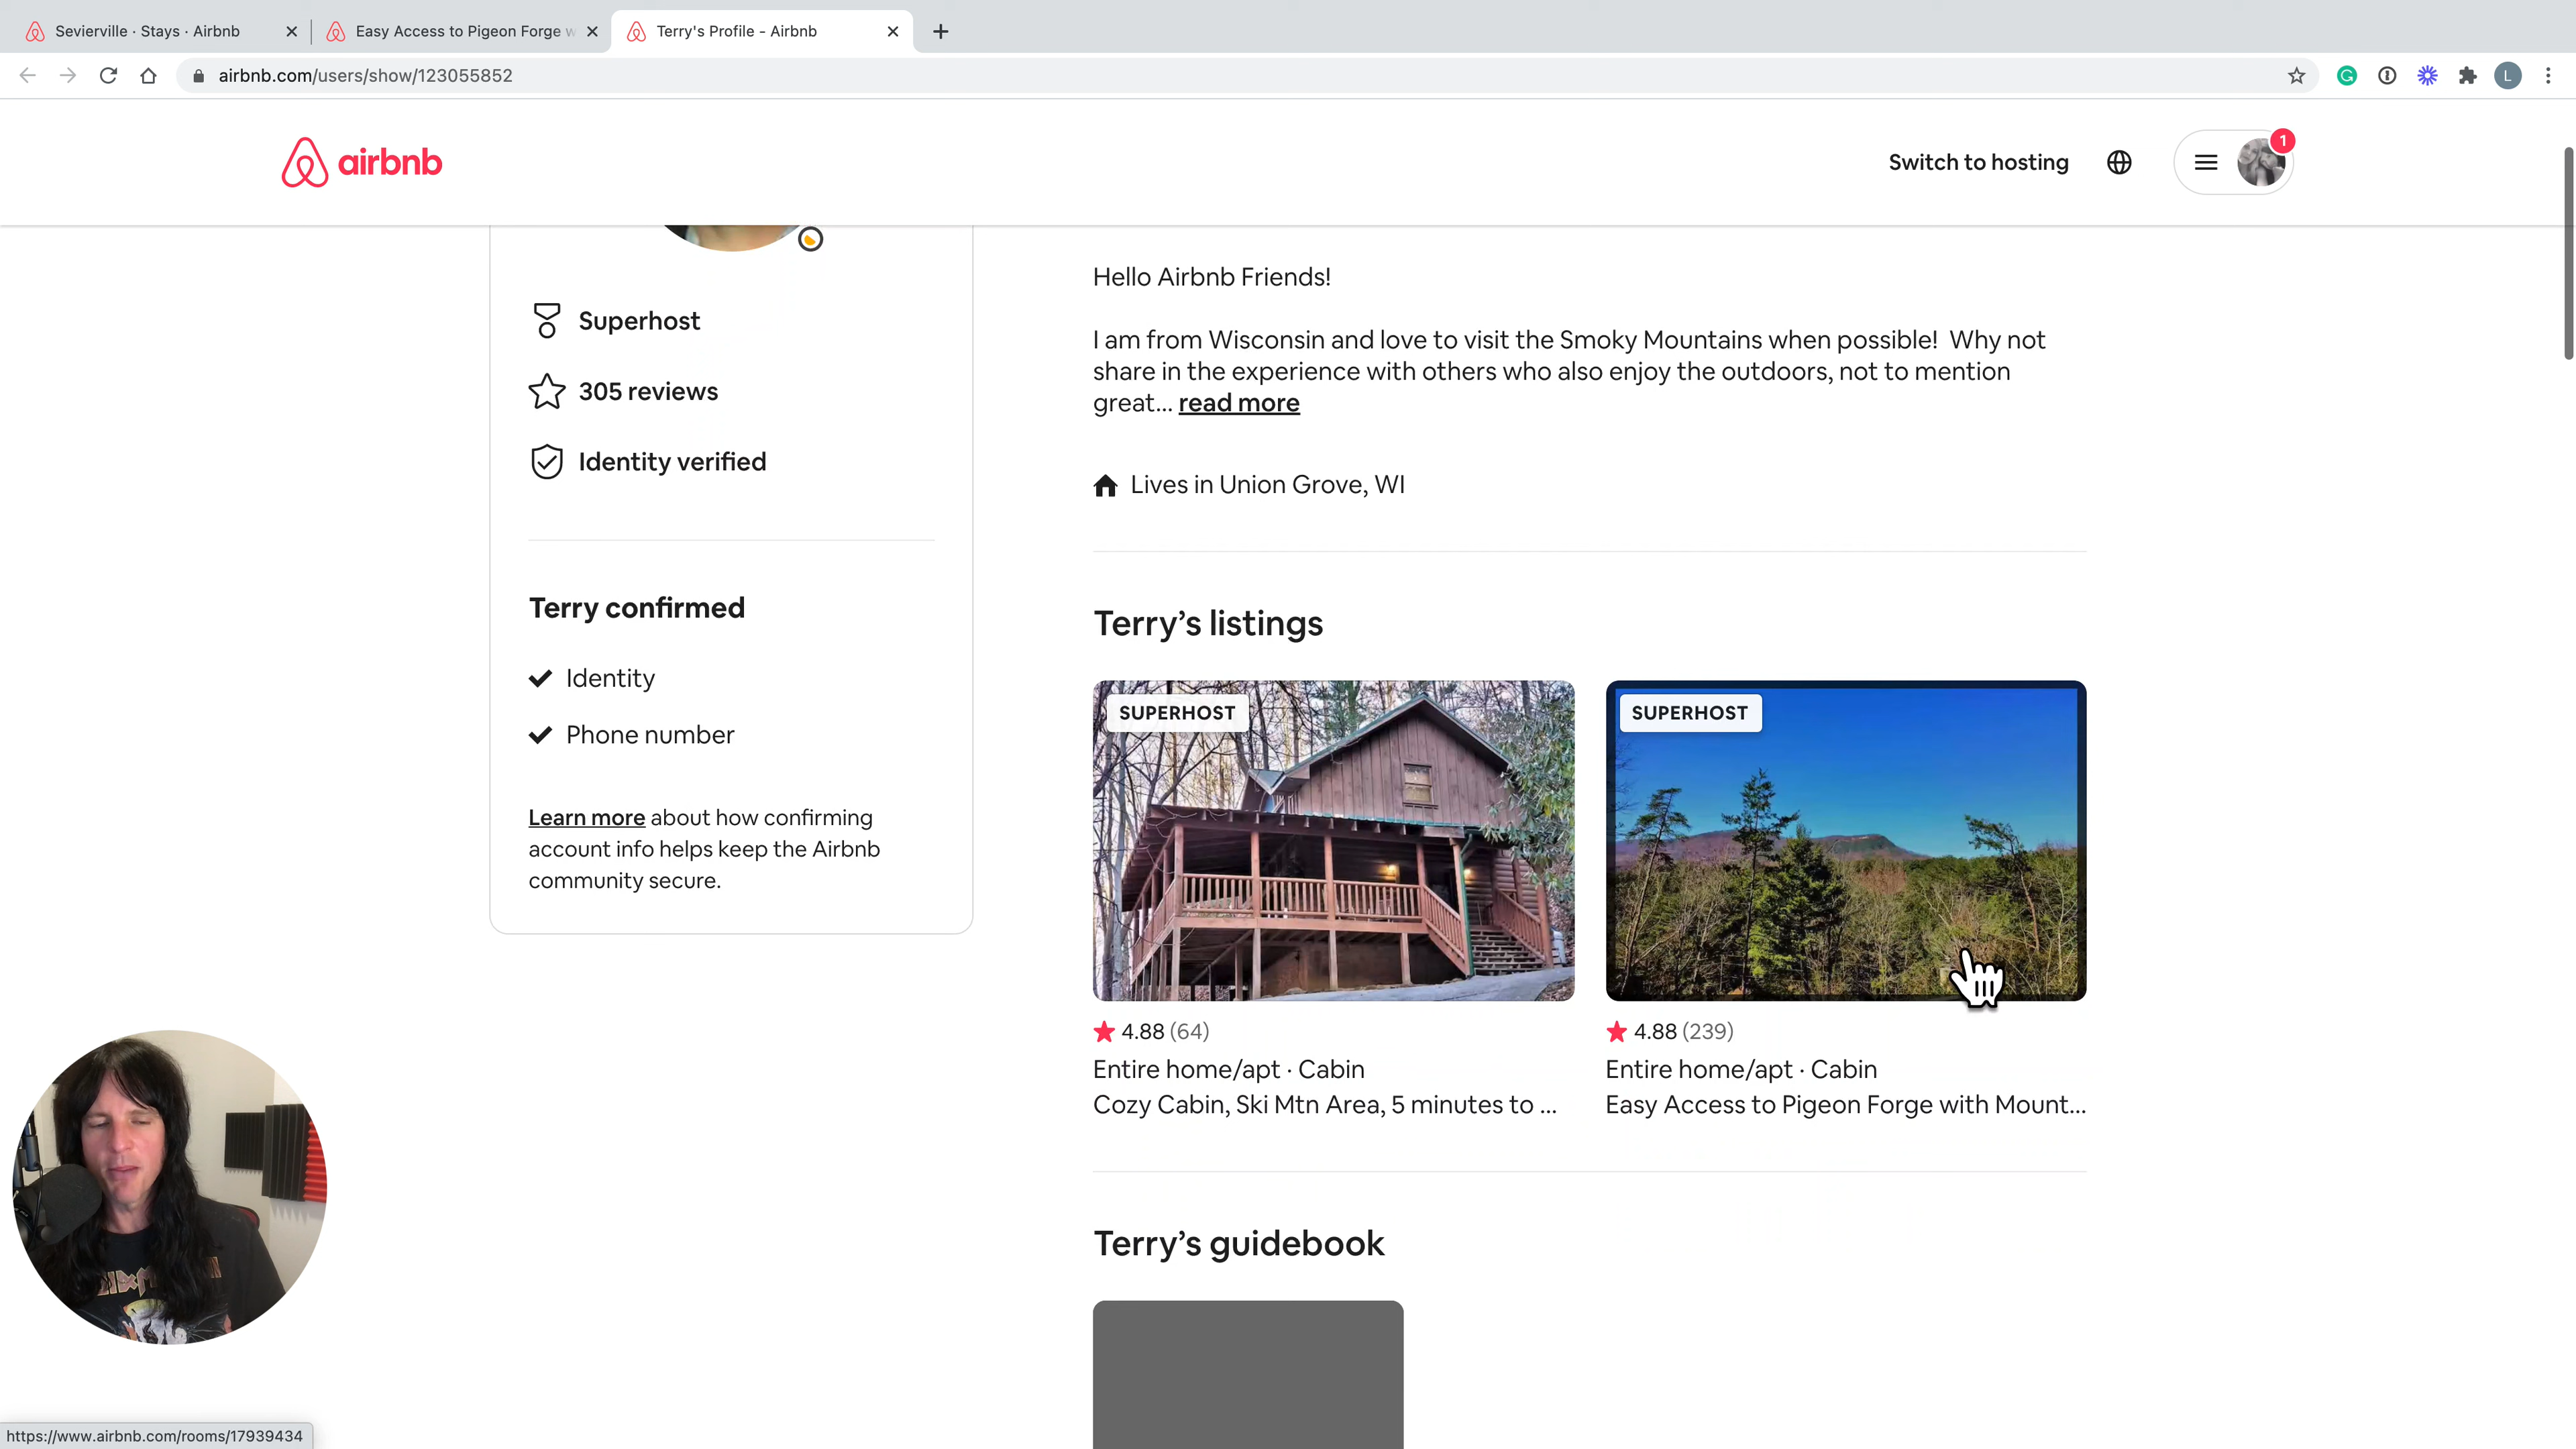 Sevierville · Stays · Airbnb
Easy Access to Pigeon Forge w
Terry's Profile - Airbnb
airbnb.com/users/show/123055852
L
airbnb
Switch to hosting
1
Hello Airbnb Friends!
I am from Wisconsin and love to visit the Smoky Mountains when possible!  Why not
share in the experience with others who also enjoy the outdoors, not to mention
great... read more
Lives in Union Grove, WI
Superhost
305 reviews
Identity verified
Terry confirmed
Identity
Phone number
Learn more about how confirming
account info helps keep the Airbnb
community secure.
Terry’s listings
SUPERHOST
4.88 (64)
Entire home/apt · Cabin
Cozy Cabin, Ski Mtn Area, 5 minutes to ...
SUPERHOST
4.88 (239)
Entire home/apt · Cabin
Easy Access to Pigeon Forge with Mount...
Terry’s guidebook
https://www.airbnb.com/rooms/17939434